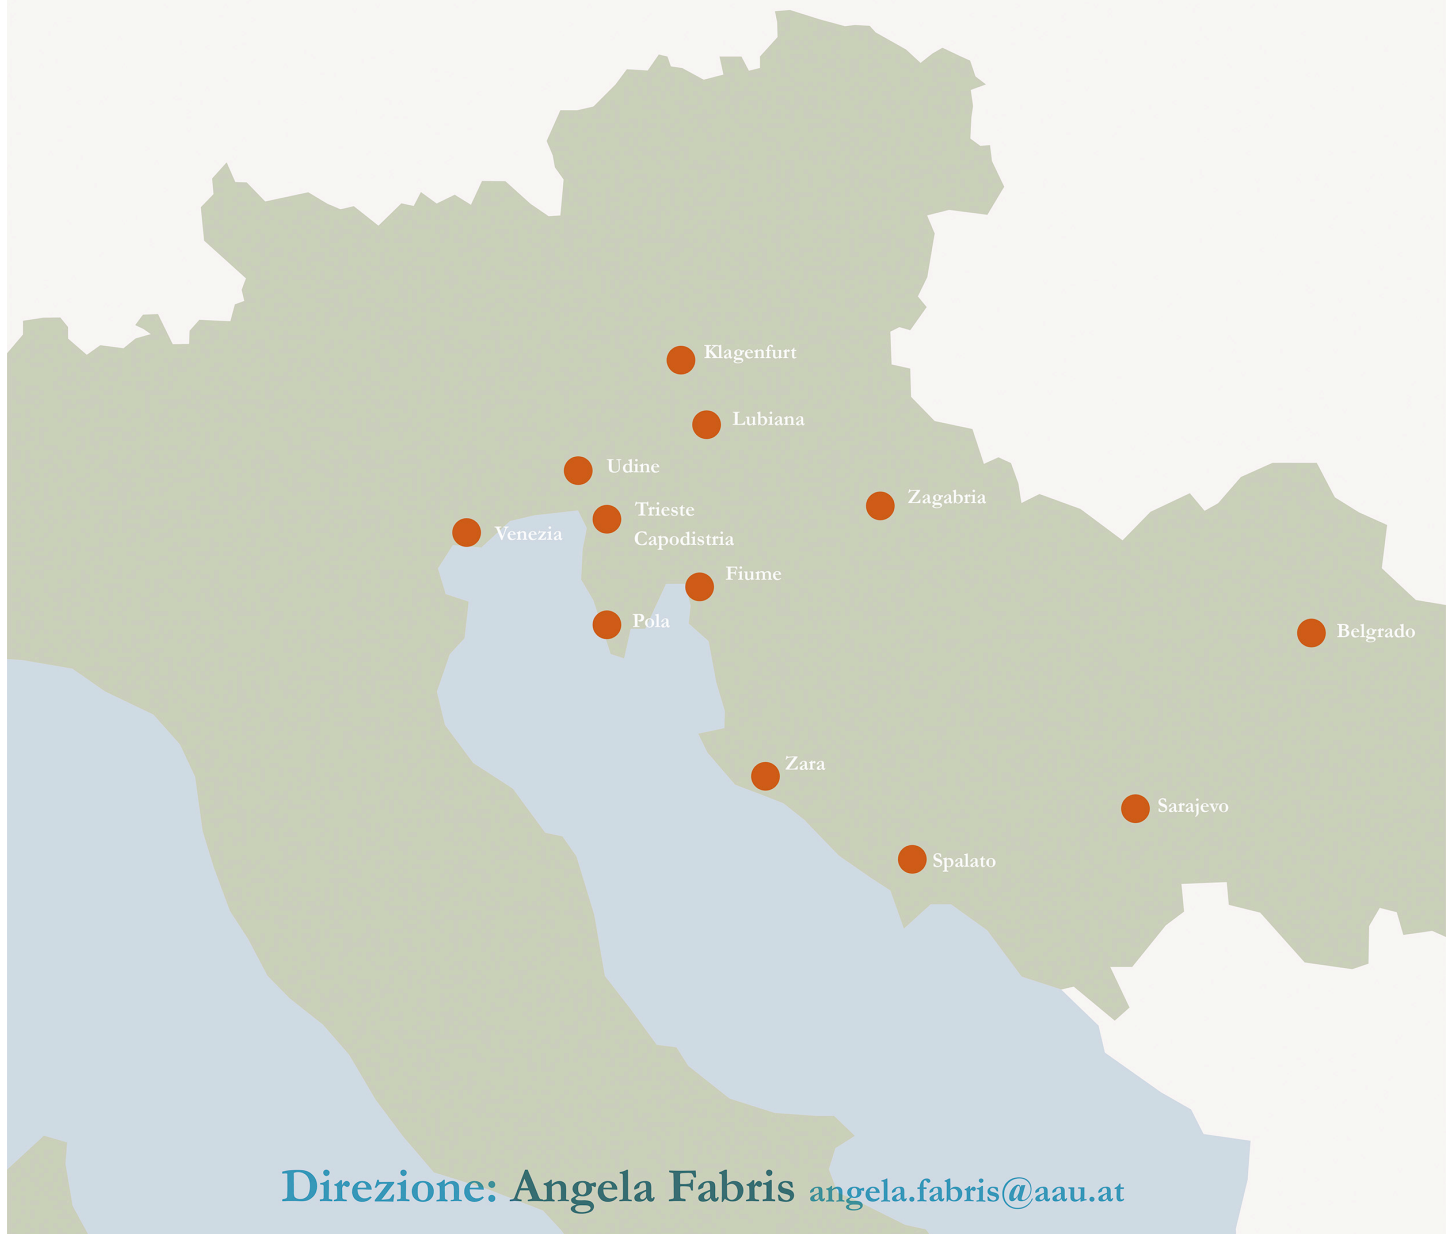 Klagenfurt
Lubiana
Udine
Zagabria
Trieste
Venezia
Capodistria
Fiume
Pola
Belgrado
Zara
Sarajevo
Spalato
Direzione: Angela Fabris angela.fabris@aau.at